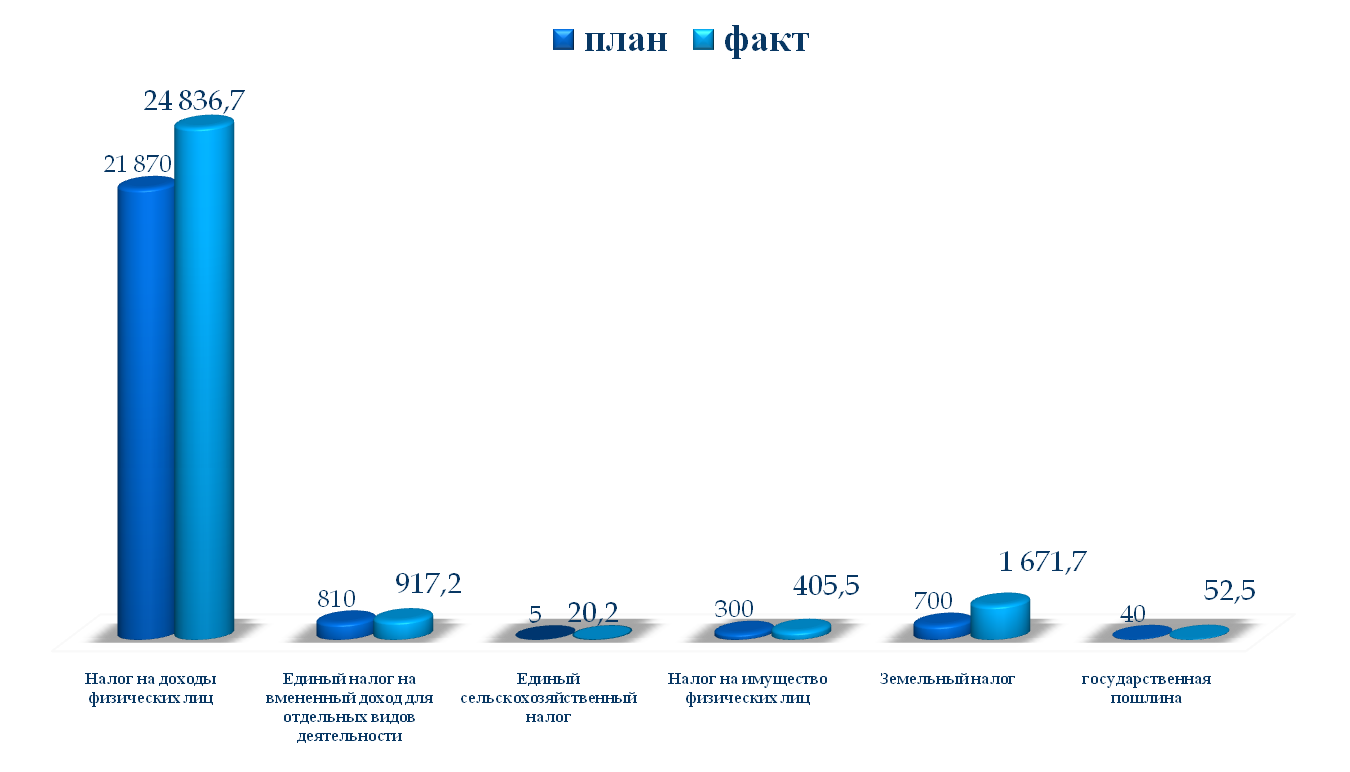 план факт
24 836,7
21 870
810
917,2
5
20,2
300
405,5
700
1 671,7
40
52,5
Налог на доходы
физических лиц
Единый налог на
вмененный доход для
отдельных видов
деятельности
Единый
сельскохозяйственный
налог
Налог на имущество
физических лиц
Земельный налог
государственная
пошлина